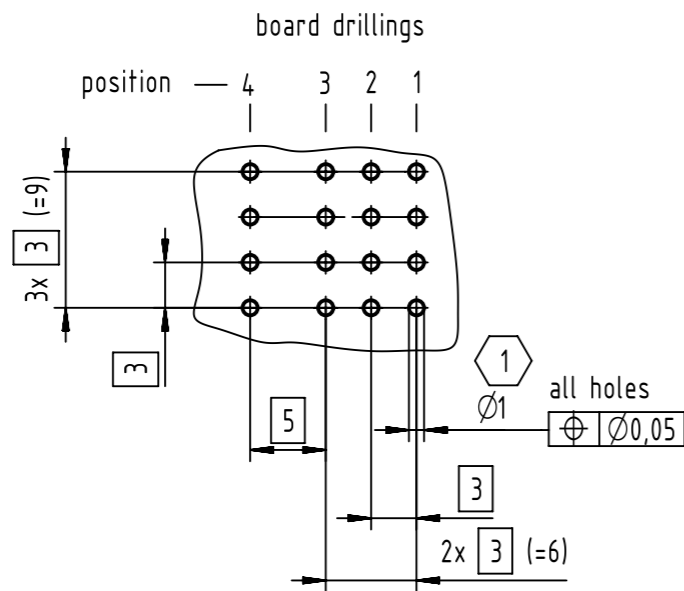 board drillings
position — 4 3 2 1
3x 3 (=9)
3
5
1
Ø1
all holes
⌖ Ø0,05
3
2x 3 (=6)